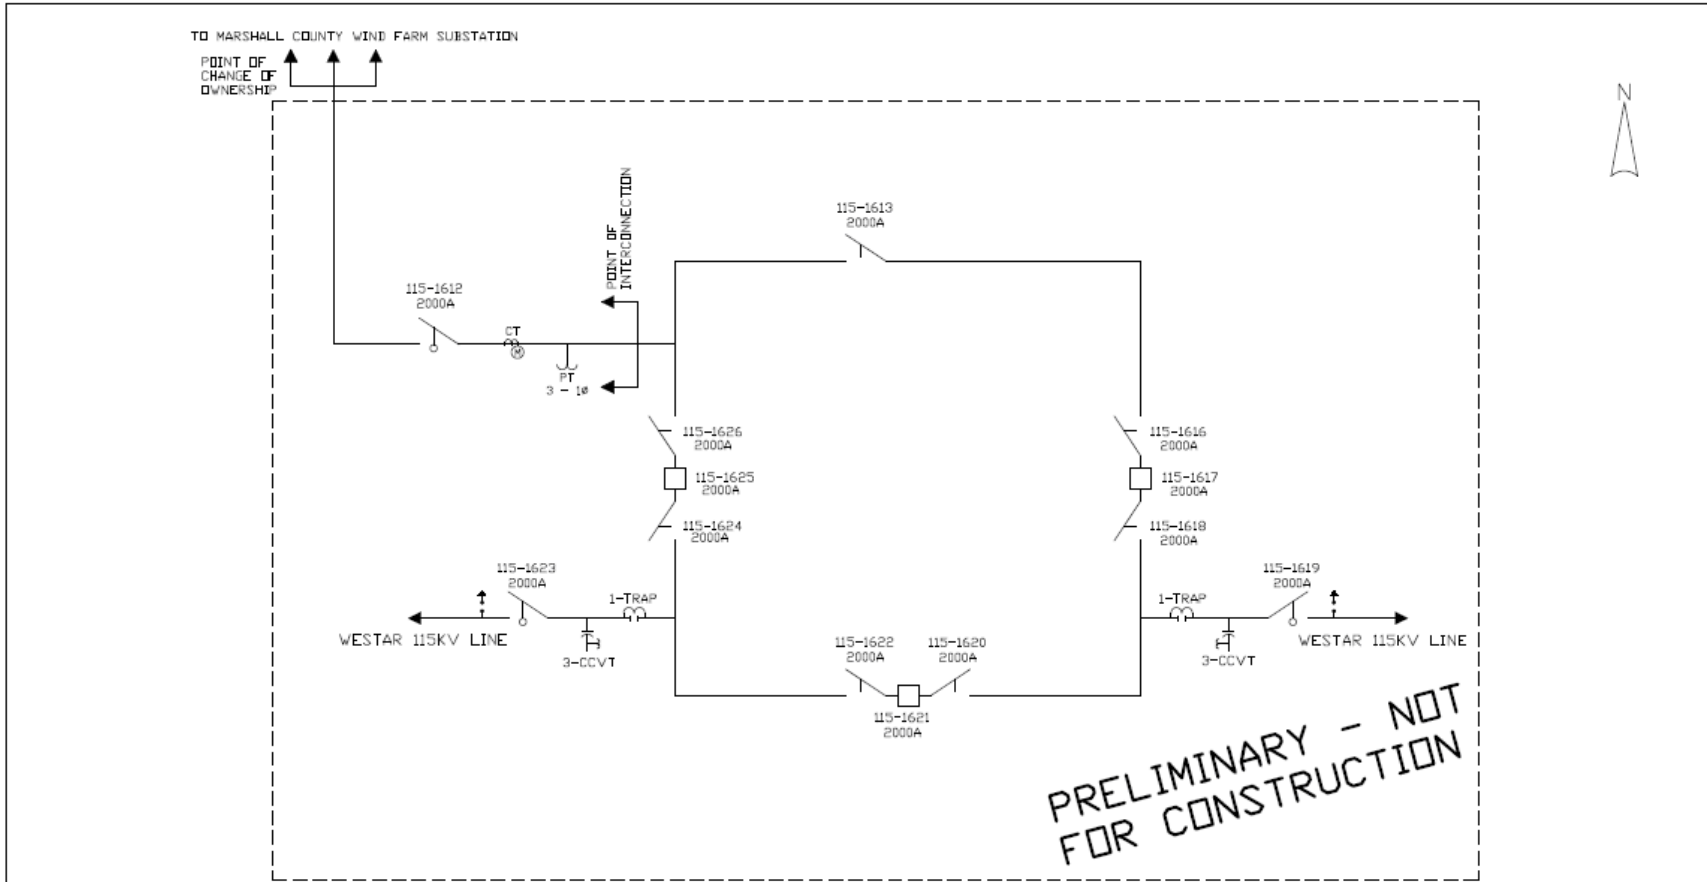 TO MARSHALL COUNTY WIND FARM SUBSTATION
POINT OF
CHANGE OF
OWNERSHIP
N
POINT OF
INTERCONNECTION
115-1613
2000A
115-1612
2000A
CT
M
PT
3 - 1ø
115-1626
2000A
115-1625
2000A
115-1624
2000A
115-1616
2000A
115-1617
2000A
115-1618
2000A
115-1623
2000A
1-TRAP
WESTAR 115KV LINE
3-CCVT
115-1622
2000A
115-1620
2000A
115-1621
2000A
1-TRAP
115-1619
2000A
3-CCVT
WESTAR 115KV LINE
PRELIMINARY - NOT
FOR CONSTRUCTION